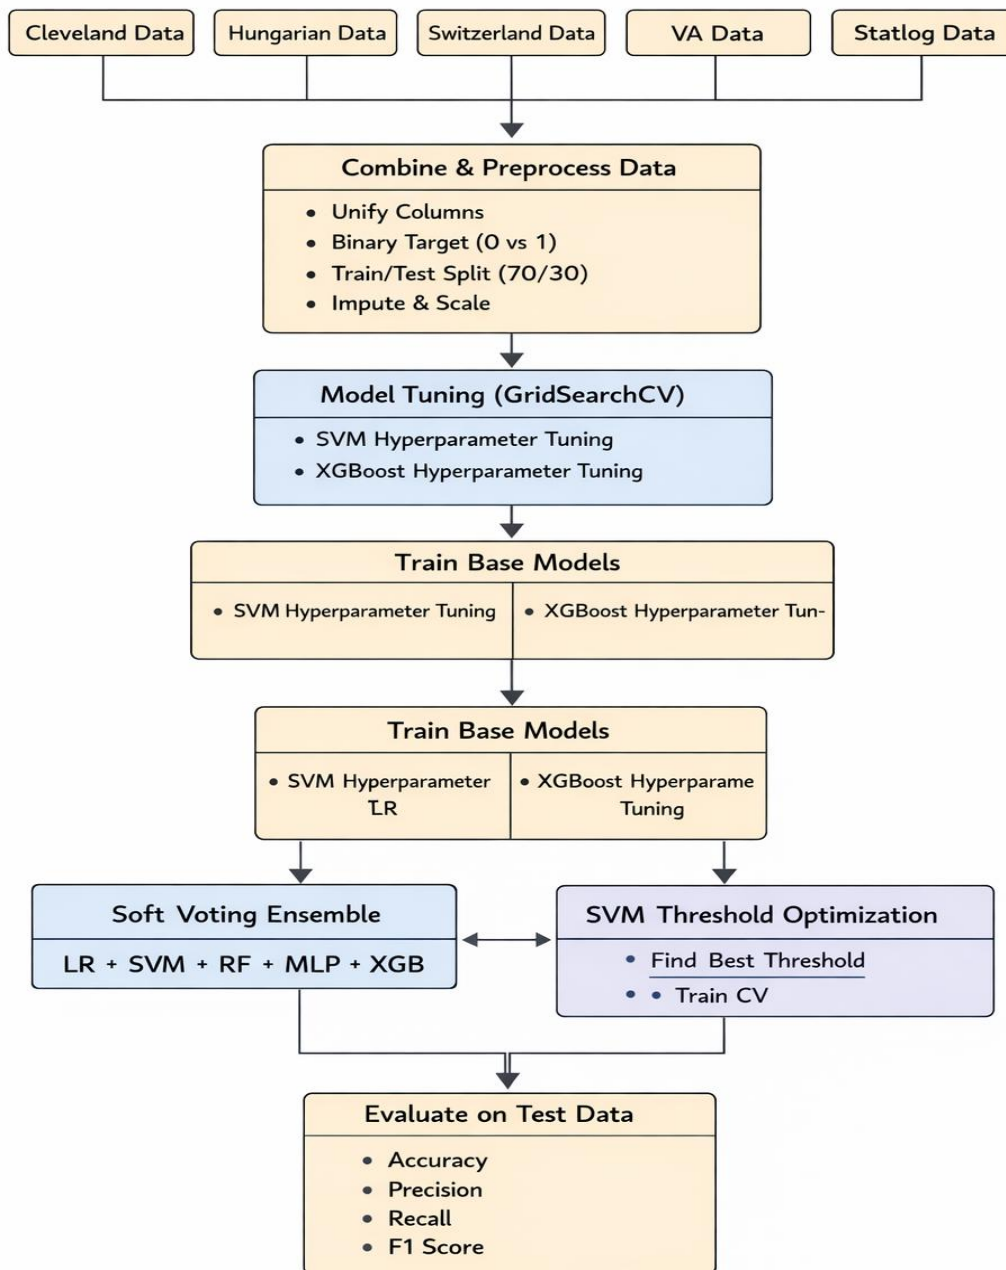 Cleveland Data
Hungarian Data
Switzerland Data
VA Data
Statlog Data
Combine & Preprocess Data
• Unify Columns
• Binary Target (0 vs 1)
• Train/Test Split (70/30)
• Impute & Scale
Model Tuning (GridSearchCV)
• SVM Hyperparameter Tuning
• XGBoost Hyperparameter Tuning
Train Base Models
• SVM Hyperparameter Tuning
• XGBoost Hyperparameter Tun-
Train Base Models
• SVM Hyperparameter
LR
• XGBoost Hyperparame
Tuning
Soft Voting Ensemble
LR + SVM + RF + MLP + XGB
SVM Threshold Optimization
• Find Best Threshold
• • Train CV
Evaluate on Test Data
• Accuracy
• Precision
• Recall
• F1 Score